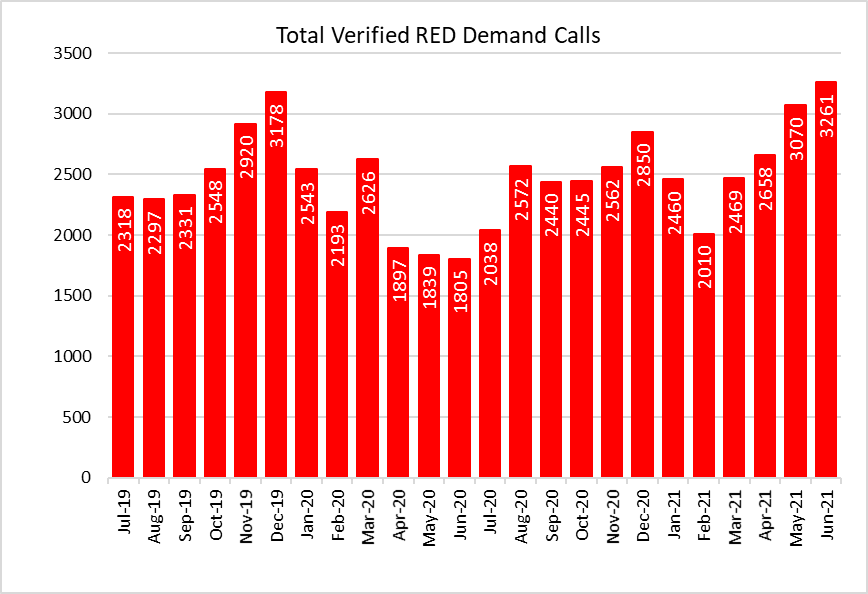 Total Verified RED Demand Calls
3500
3000
2500
2000
1500
1000
500
0
2318
2297
2331
2548
2920
3178
2543
2193
2626
1897
1839
1805
2038
2572
2440
2445
2562
2850
2460
2010
2469
2658
3070
3261
Jul-19
Aug-19
Sep-19
Oct-19
Nov-19
Dec-19
Jan-20
Feb-20
Mar-20
Apr-20
May-20
Jun-20
Jul-20
Aug-20
Sep-20
Oct-20
Nov-20
Dec-20
Jan-21
Feb-21
Mar-21
Apr-21
May-21
Jun-21